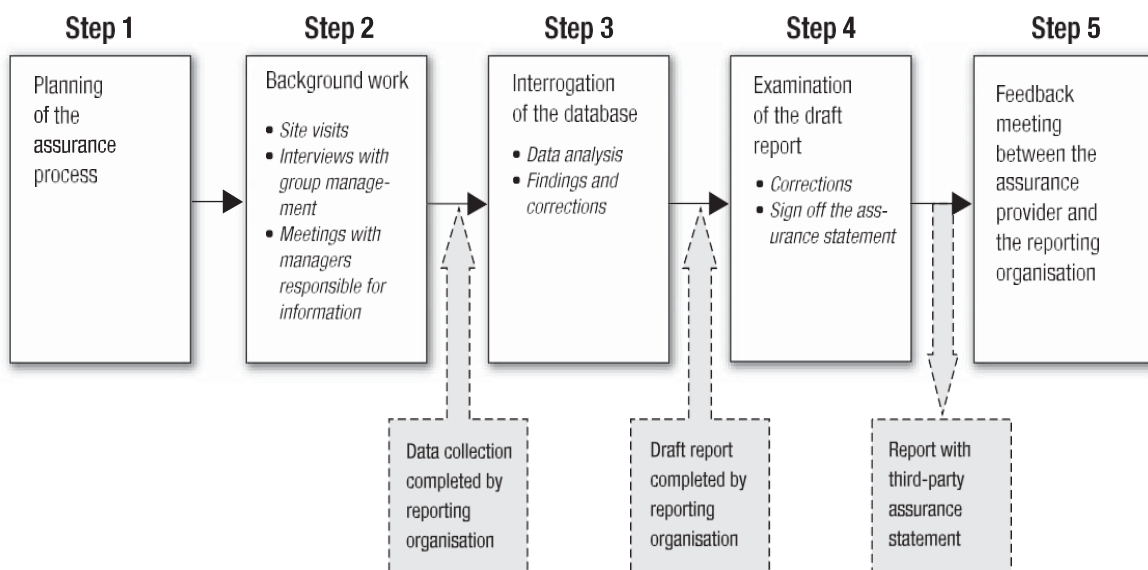 Step 1
Planning
of the
assurance
process
Step 2
Background work
• Site visits
• Interviews with
group manage-
ment
• Meetings with
managers
responsible for
information
Step 3
Interrogation
of the database
• Data analysis
• Findings and
corrections
Step 4
Examination
of the draft
report
• Corrections
• Sign off the ass-
urance statement
Step 5
Feedback
meeting
between the
assurance
provider and
the reporting
organisation
Data collection
completed by
reporting
organisation
Draft report
completed by
reporting
organisation
Report with
third-party
assurance
statement